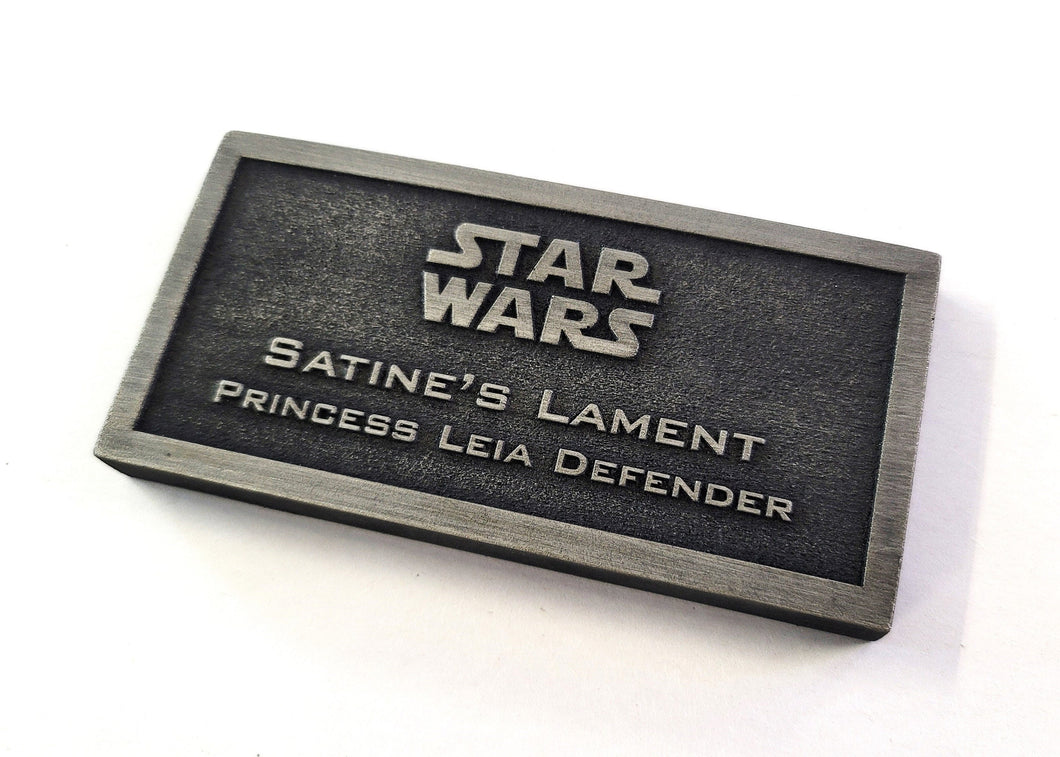 STAR
WARS
SATINE'S LAMENT
PRINCESS LEIA DEFENDER